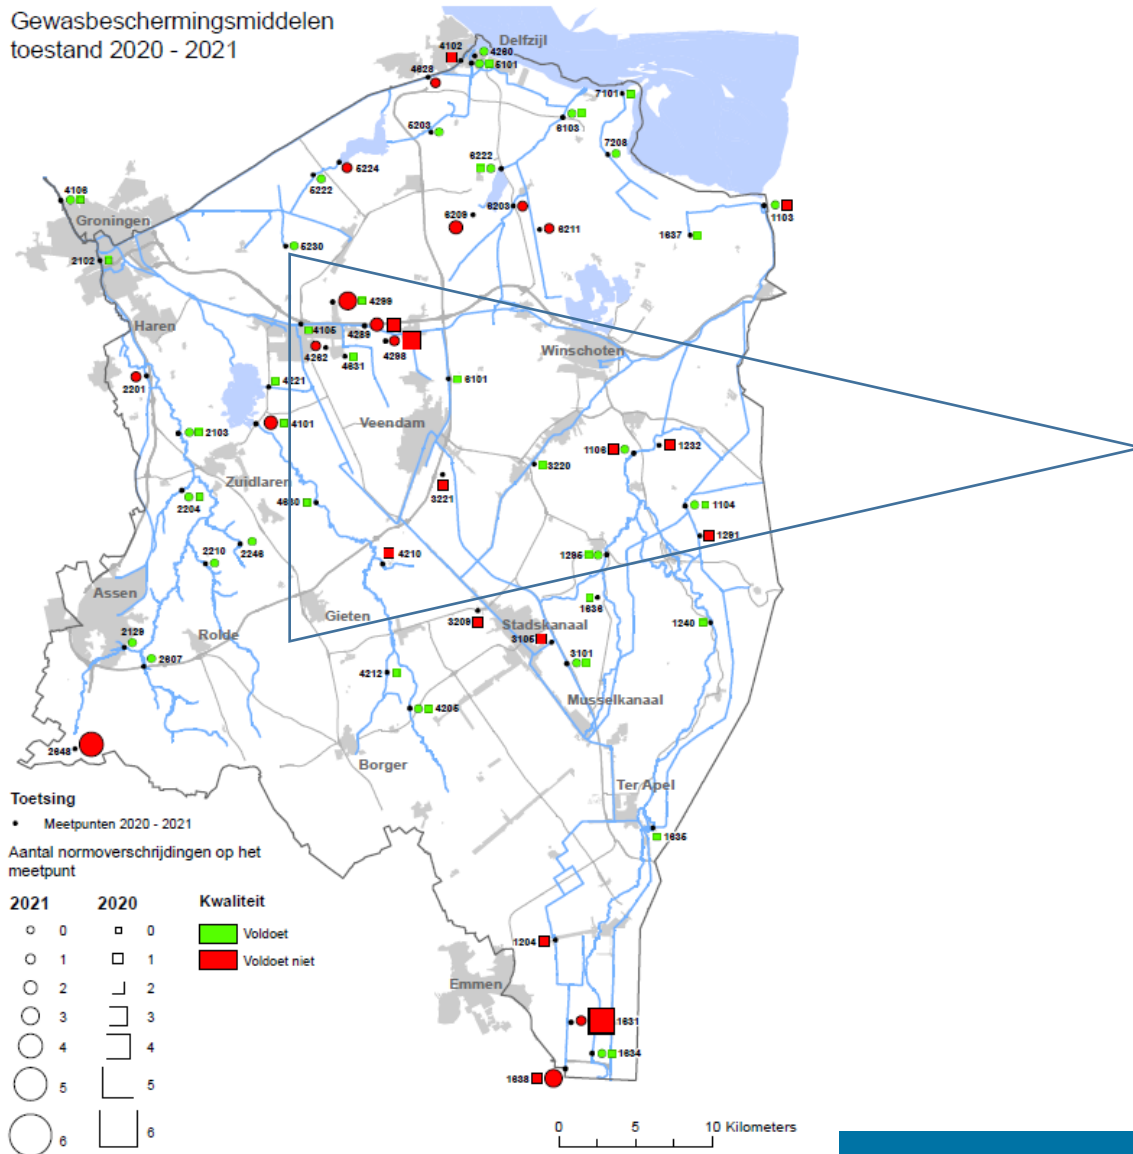 Gewasbeschermingsmiddelen
toestand 2020 - 2021
Delfzijl
4102
4260
5101
4628
7101
6103
5203
7208
6222
5224
5222
4106
Groningen
6203
6209
1103
6211
1637
5230
2102
4299
Haren
4105
4289
4262
4298
4631
Winschoten
2201
4221
6101
4101
Veendam
2103
1106
1232
3220
Zuidlaren
3221
2204
4630
1104
2246
1291
2210
4210
1295
Assen
Gieten
1636
3209
Stadskanaal
1240
2129
Rolde
3105
2607
3101
4212
Musselkanaal
4205
2648
Borger
Ter Apel
1635
Toetsing
Meetpunten 2020 - 2021
Aantal normoverschrijdingen op het
meetpunt
2021 2020 Kwaliteit
0 0 Voldoet
1 1 Voldoet niet
2 2
3 3
4 4
5 5
6 6
1204
Emmen
1631
1634
1638
0 5 10 Kilometers